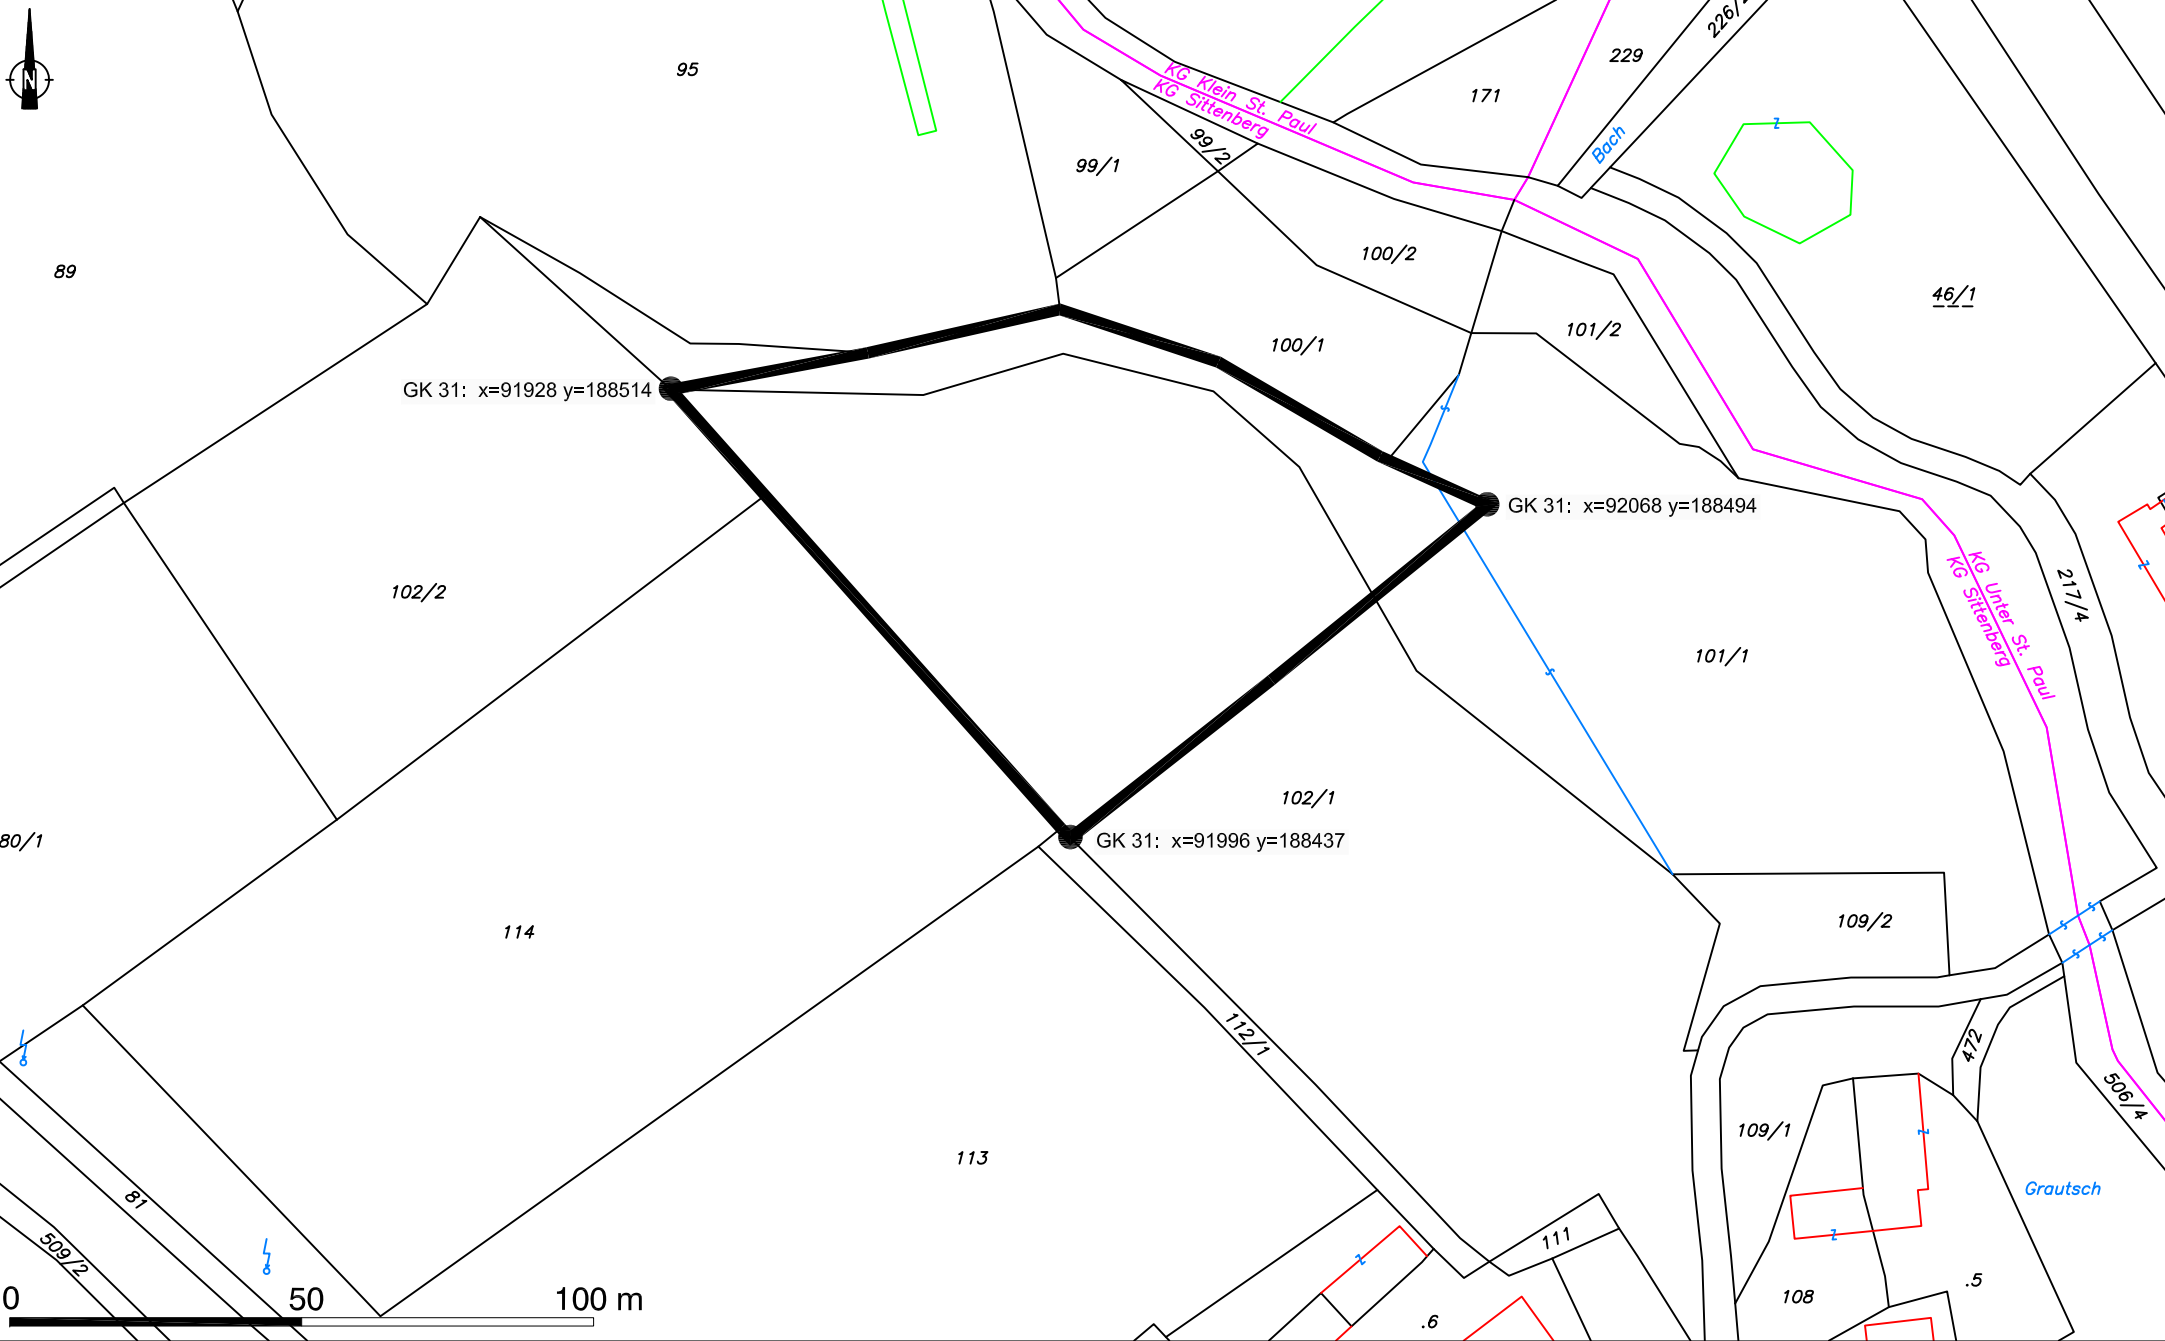 N
95
229
171
Bach
KG Klein St. Paul
KG Sittenberg
99/1
99/2
89
100/2
46/1
100/1
101/2
GK 31: x=91928 y=188514
GK 31: x=92068 y=188494
102/2
KG Unter St. Paul
KG Sittenberg
217/4
101/1
102/1
80/1
GK 31: x=91996 y=188437
114
109/2
112/1
472
506/4
109/1
113
81
Grautsch
509/2
111
.5
108
.6
0 50 100 m